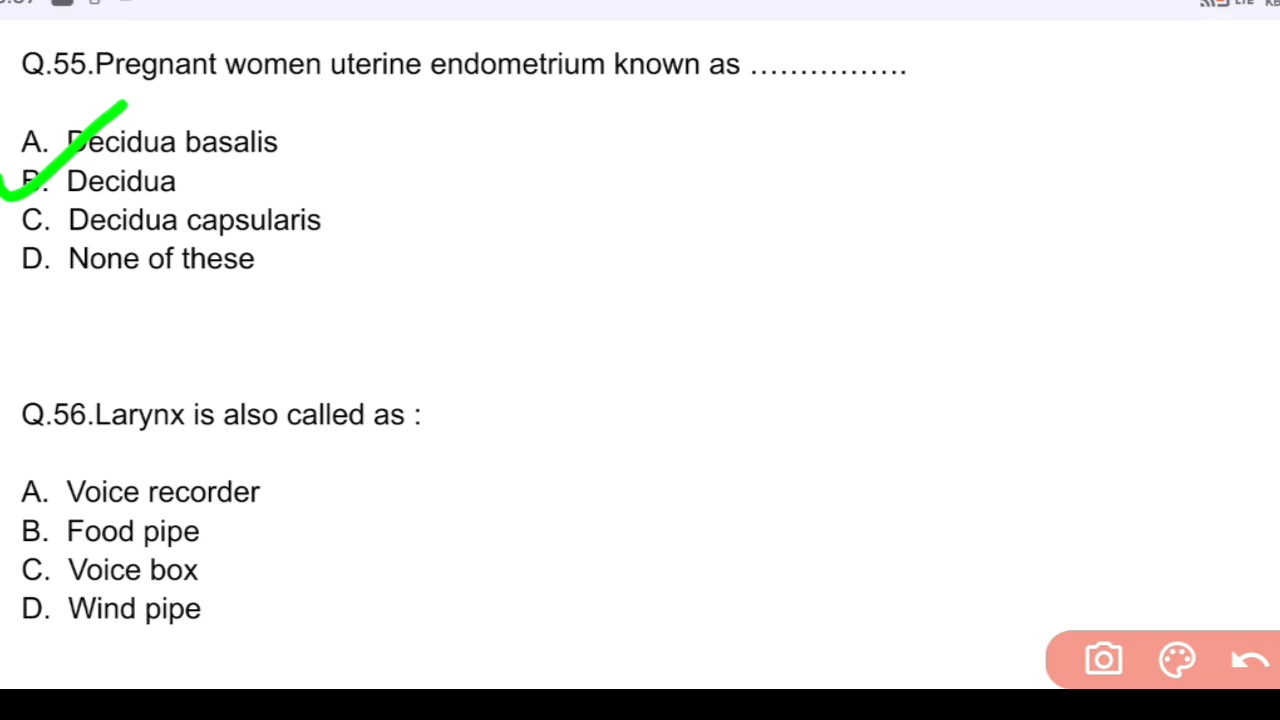 Q.55.Pregnant women uterine endometrium known as ................
A. Decidua basalis
B. Decidua
C. Decidua capsularis
D. None of these
Q.56.Larynx is also called as :
A. Voice recorder
B. Food pipe
C. Voice box
D. Wind pipe